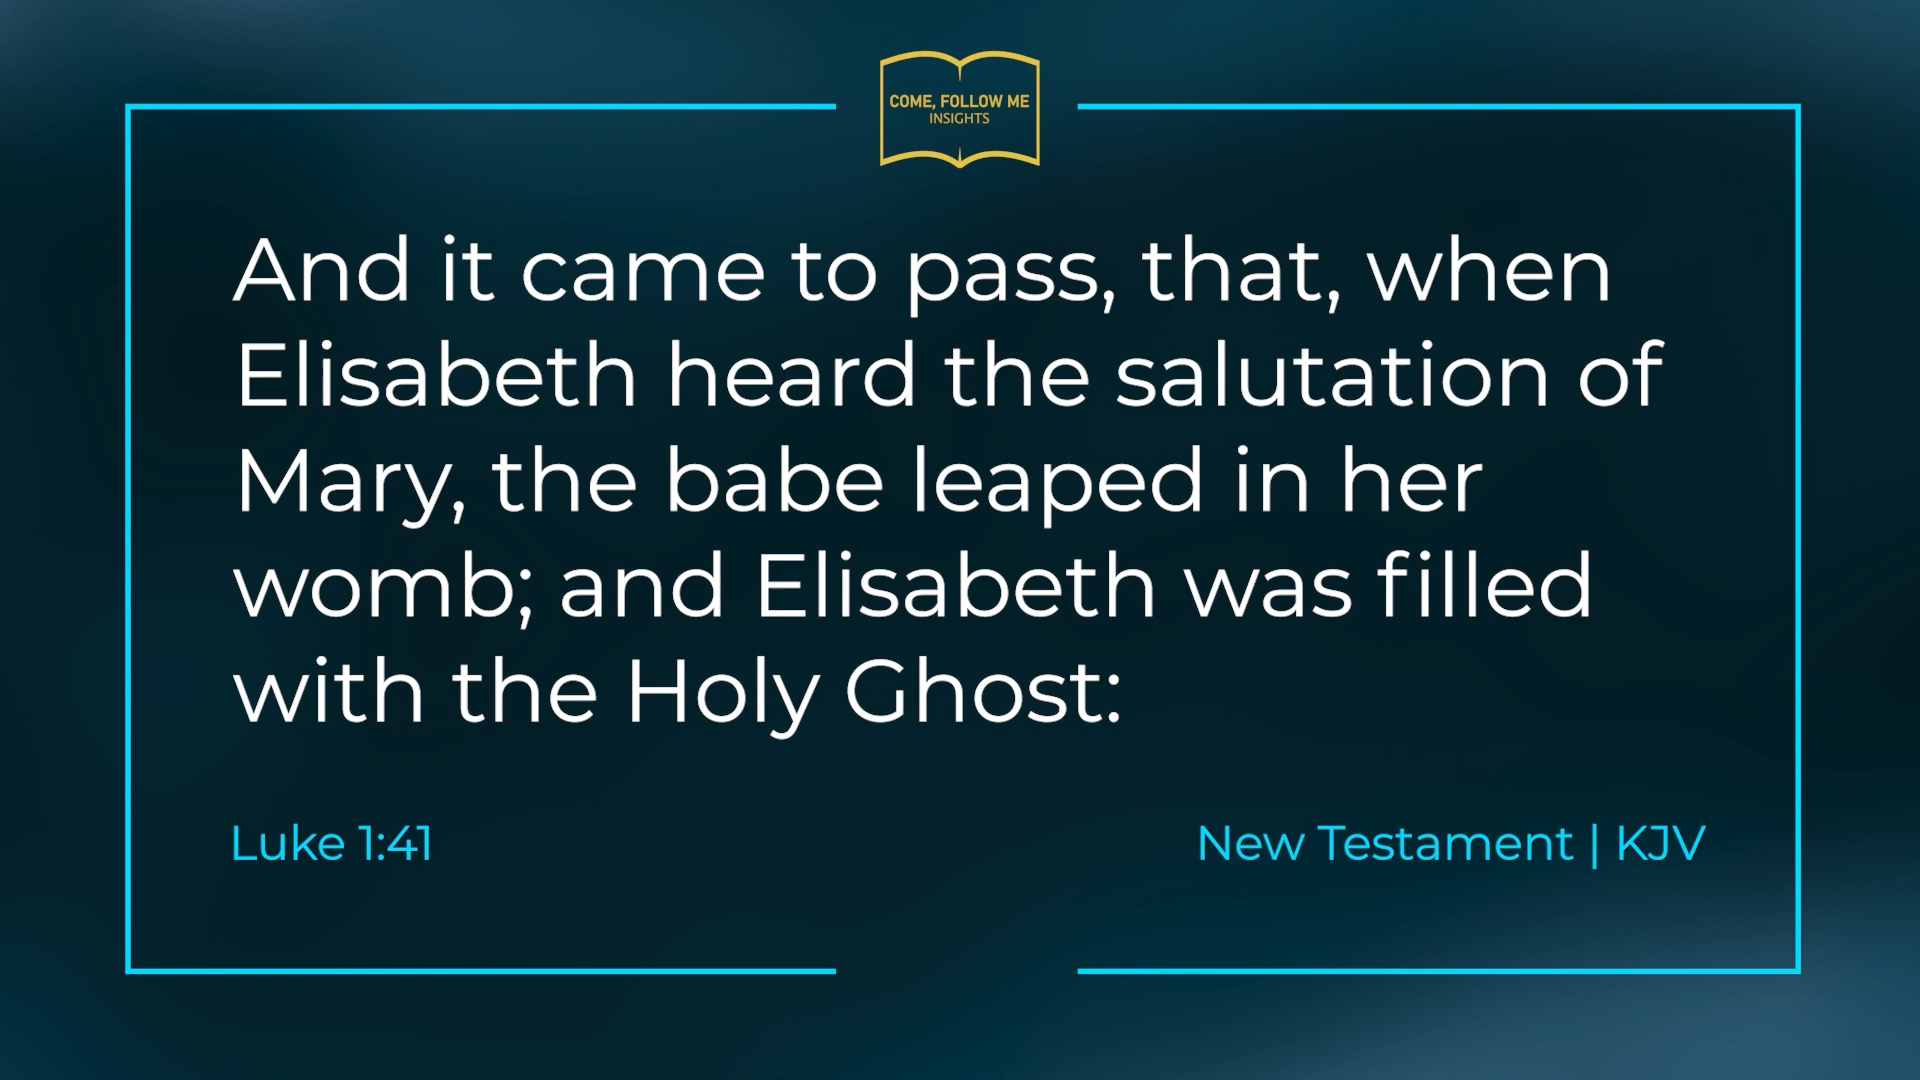 COME, FOLLOW ME
INSIGHTS
And it came to pass, that, when
Elisabeth heard the salutation of
Mary, the babe leaped in her
womb; and Elisabeth was filled
with the Holy Ghost:
Luke 1:41
New Testament | KJV